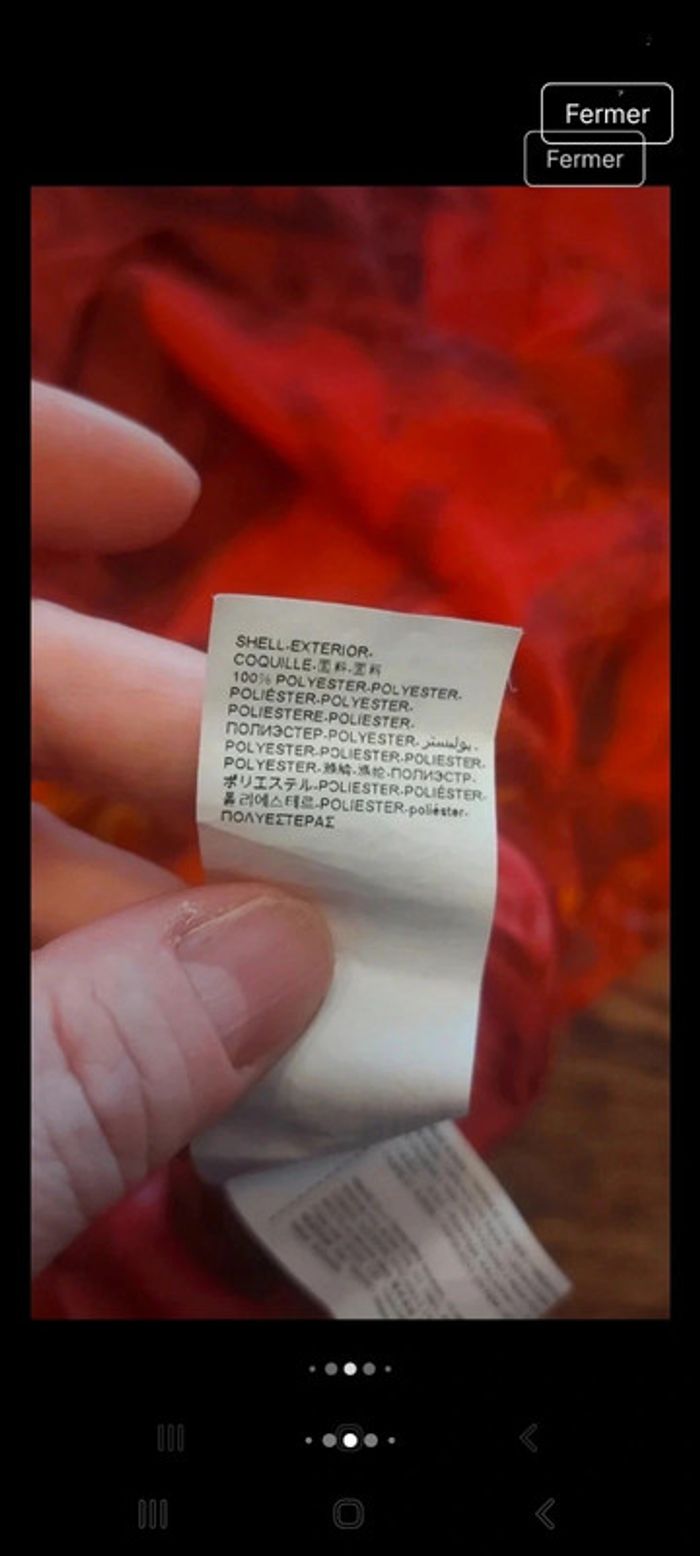 Fermer
Fermer
SHELL-EXTERIOR-
COQUILLE-面料-面料
100% POLYESTER-POLYESTER-
POLIÉSTER-POLYESTER-
POLIESTERE-POLIESTER-
ПОЛИЭСТЕР-POLYESTER- بوليستر -
POLYESTER-POLIESTER-POLIESTER-
POLYESTER-滌綸-涤纶-ПОЛИЭСТР-
ポリエステル-POLIESTER-POLIÉSTER-
폴리에스테르-POLIESTER-poliéster-
ΠΟΛΥΕΣΤΕΡΑΣ